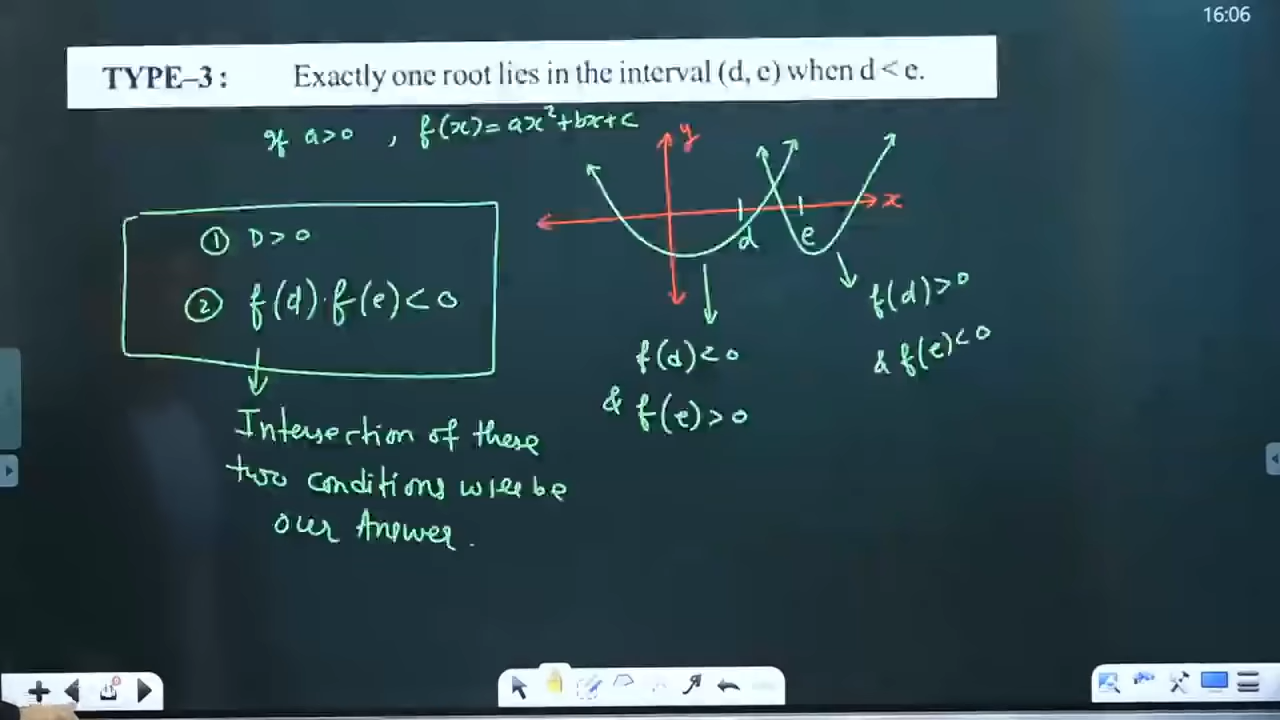 16:06
TYPE–3: Exactly one root lies in the interval (d, e) when d < e.
If a>0 , f(x)=ax²+bx+c
y
x
d e
① D>0
② f(d)·f(e)<0
f(d)>0
& f(e)<0
f(d)<0
& f(e)>0
Intersection of these
two conditions will be
our Answer.